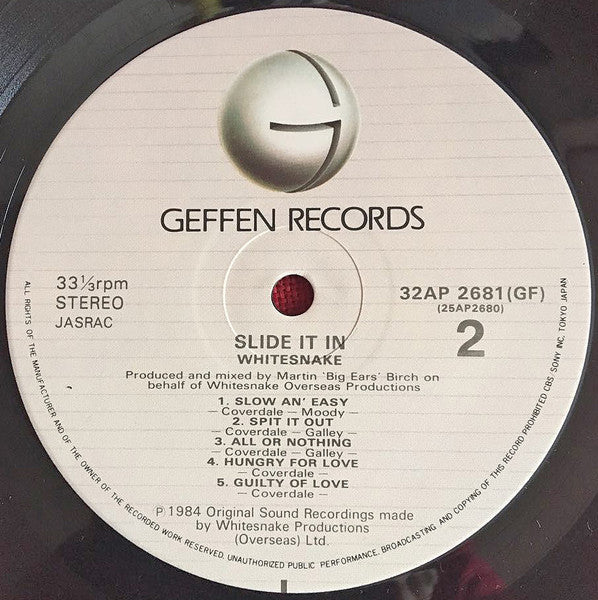 G
GEFFEN RECORDS
33⅓rpm
STEREO
JASRAC
32AP 2681(GF)
(25AP2680)
2
SLIDE IT IN
WHITESNAKE
Produced and mixed by Martin 'Big Ears' Birch on
behalf of Whitesnake Overseas Productions
1. SLOW AN' EASY
— Coverdale — Moody —
2. SPIT IT OUT
— Coverdale — Galley —
3. ALL OR NOTHING
— Coverdale — Galley —
4. HUNGRY FOR LOVE
— Coverdale —
5. GUILTY OF LOVE
— Coverdale —
℗ 1984 Original Sound Recordings made
by Whitesnake Productions
(Overseas) Ltd.
ALL RIGHTS OF THE MANUFACTURER AND OF THE OWNER OF THE RECORDED WORK RESERVED. UNAUTHORIZED PUBLIC PERFORMANCE, BROADCASTING AND COPYING OF THIS RECORD PROHIBITED CBS. SONY INC, TOKYO JAPAN